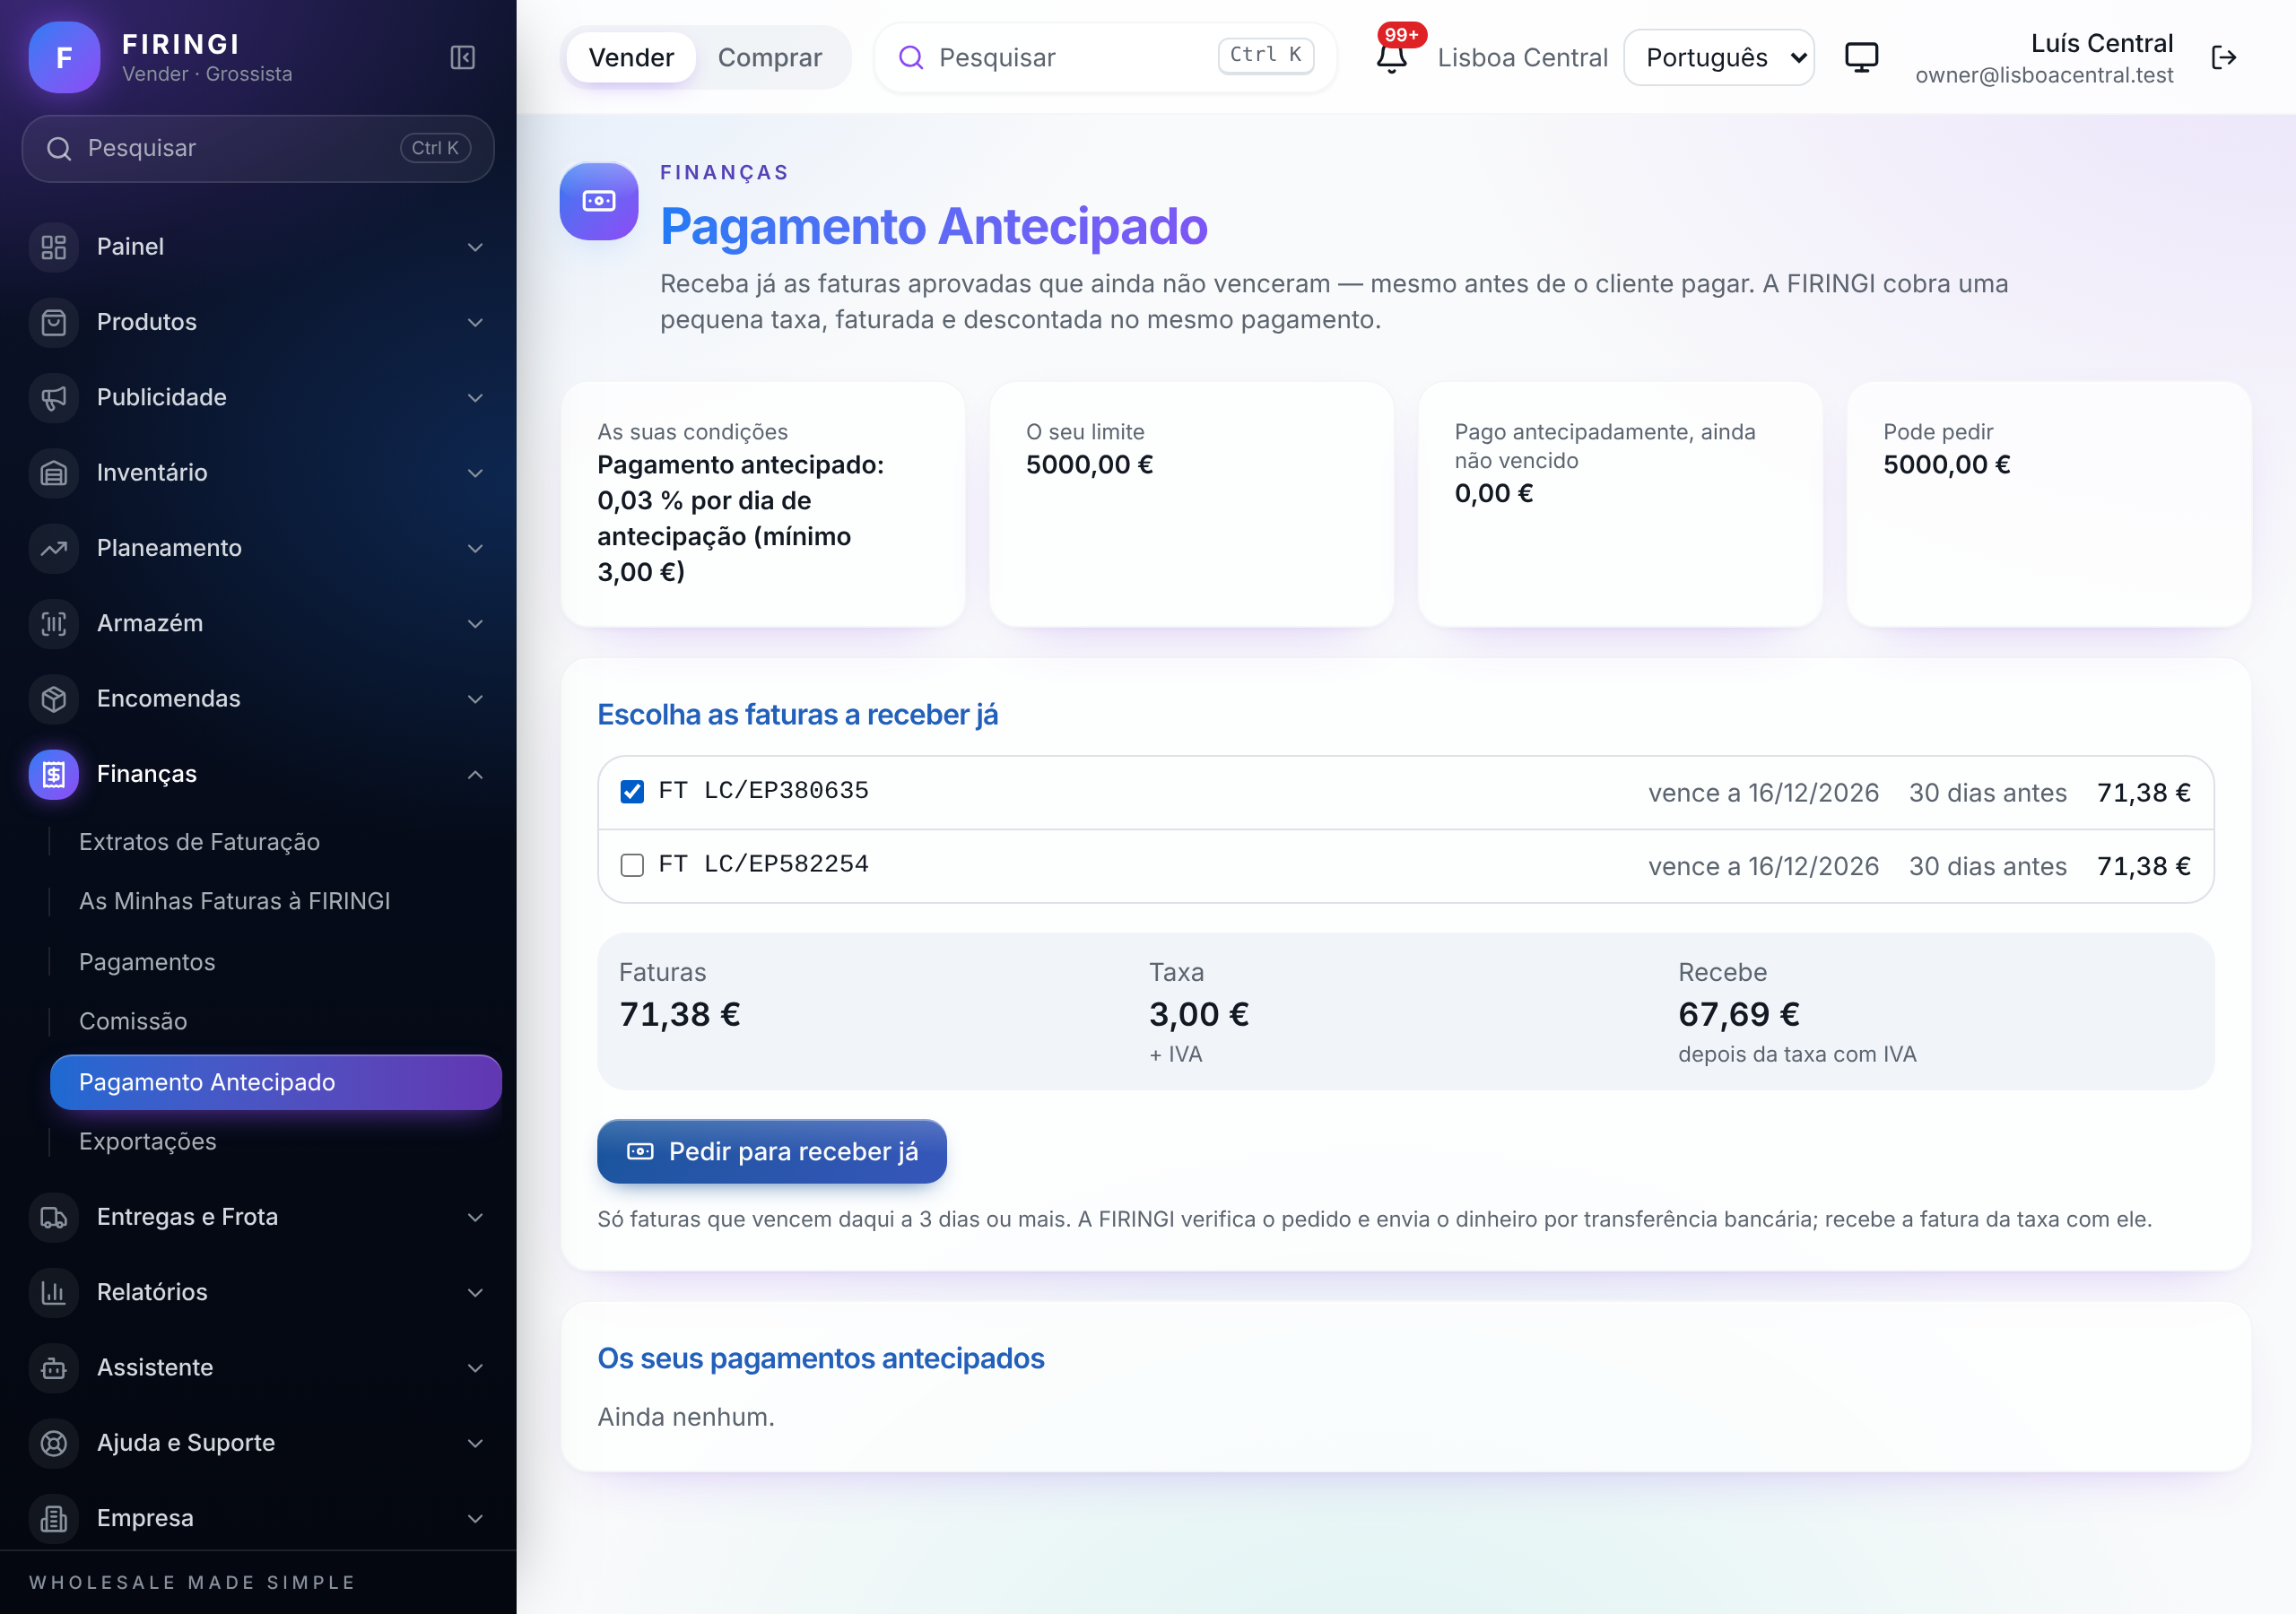 F
FIRINGI
Vender · Grossista
Pesquisar
Ctrl K
Painel
Produtos
Publicidade
Inventário
Planeamento
Armazém
Encomendas
Finanças
Extratos de Faturação
As Minhas Faturas à FIRINGI
Pagamentos
Comissão
Pagamento Antecipado
Exportações
Entregas e Frota
Relatórios
Assistente
Ajuda e Suporte
Empresa
WHOLESALE MADE SIMPLE
Vender
Comprar
Pesquisar
Ctrl K
99+
Lisboa Central
Português
Luís Central
owner@lisboacentral.test
FINANÇAS
Pagamento Antecipado
Receba já as faturas aprovadas que ainda não venceram — mesmo antes de o cliente pagar. A FIRINGI cobra uma
pequena taxa, faturada e descontada no mesmo pagamento.
As suas condições
Pagamento antecipado:
0,03 % por dia de
antecipação (mínimo
3,00 €)
O seu limite
5000,00 €
Pago antecipadamente, ainda
não vencido
0,00 €
Pode pedir
5000,00 €
Escolha as faturas a receber já
FT LC/EP380635 vence a 16/12/2026 30 dias antes 71,38 €
FT LC/EP582254 vence a 16/12/2026 30 dias antes 71,38 €
Faturas
71,38 €
Taxa
3,00 €
+ IVA
Recebe
67,69 €
depois da taxa com IVA
Pedir para receber já
Só faturas que vencem daqui a 3 dias ou mais. A FIRINGI verifica o pedido e envia o dinheiro por transferência bancária; recebe a fatura da taxa com ele.
Os seus pagamentos antecipados
Ainda nenhum.